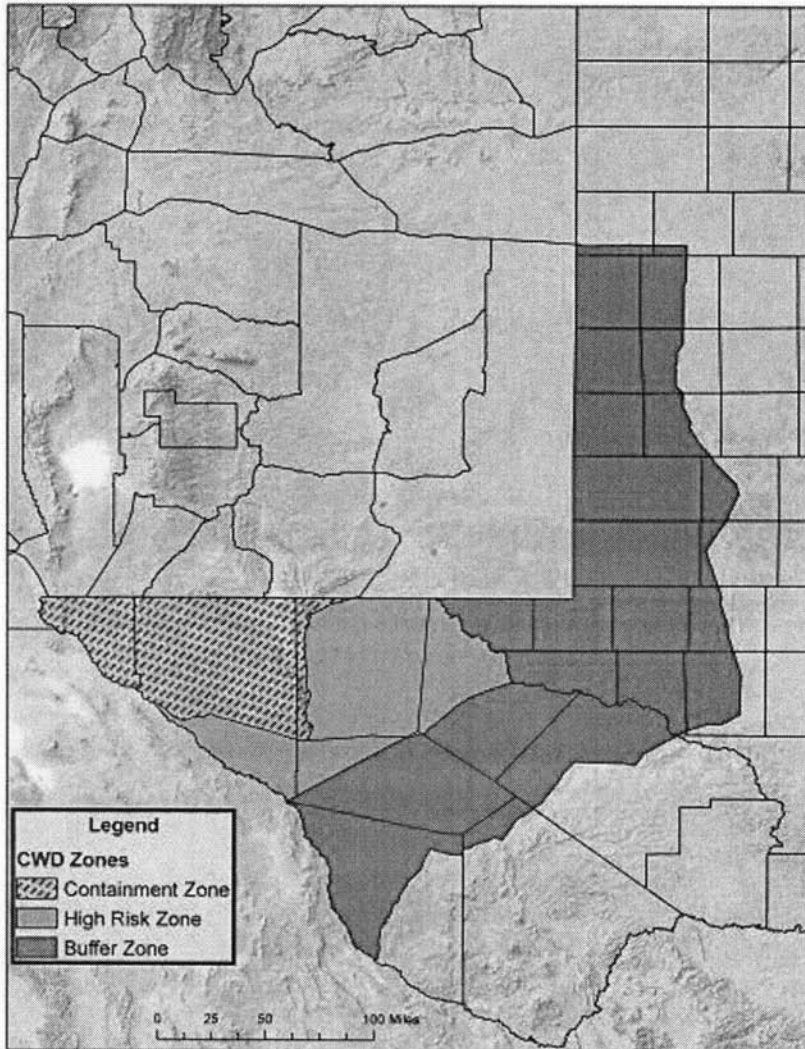 Legend
CWD Zones
Containment Zone
High Risk Zone
Buffer Zone
0 25 50 100 Miles